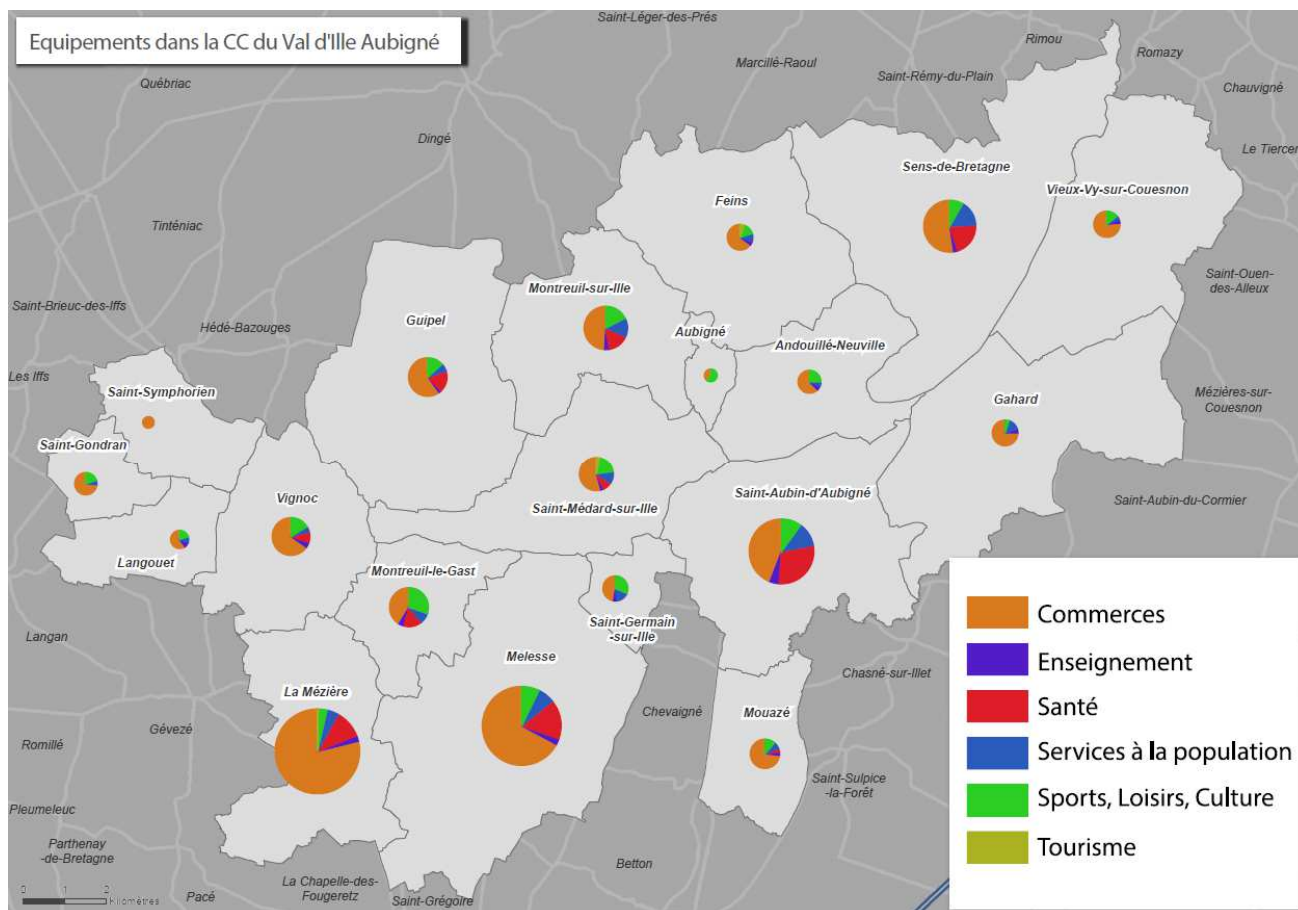 Equipements dans la CC du Val d'Ille Aubigné
Saint-Léger-des-Prés
Rimou
Romazy
Marcillé-Raoul
Saint-Rémy-du-Plain
Québriac
Chauvigné
Dingé
Le Tiercen
Sens-de-Bretagne
Vieux-Vy-sur-Couesnon
Feins
Tinténiac
Saint-Ouen-
des-Alleux
Montreuil-sur-Ille
Saint-Brieuc-des-Iffs
Hédé-Bazouges
Guipel
Aubigné
Andouillé-Neuville
Les Iffs
Saint-Symphorien
Mézières-sur-
Couesnon
Gahard
Saint-Gondran
Vignoc
Saint-Aubin-d'Aubigné
Saint-Médard-sur-Ille
Saint-Aubin-du-Cormier
Langouet
Montreuil-le-Gast
Saint-Germain
-sur-Ille
Langan
Melesse
Chasné-sur-Illet
La Mézière
Chevaigné
Mouazé
Gévezé
Romillé
Saint-Sulpice
-la-Forêt
Pleumeleuc
Parthenay
-de-Bretagne
Betton
La Chapelle-des-
Fougeretz
Pacé
Saint-Grégoire
0 1 2
Kilomètres
Commerces
Enseignement
Santé
Services à la population
Sports, Loisirs, Culture
Tourisme